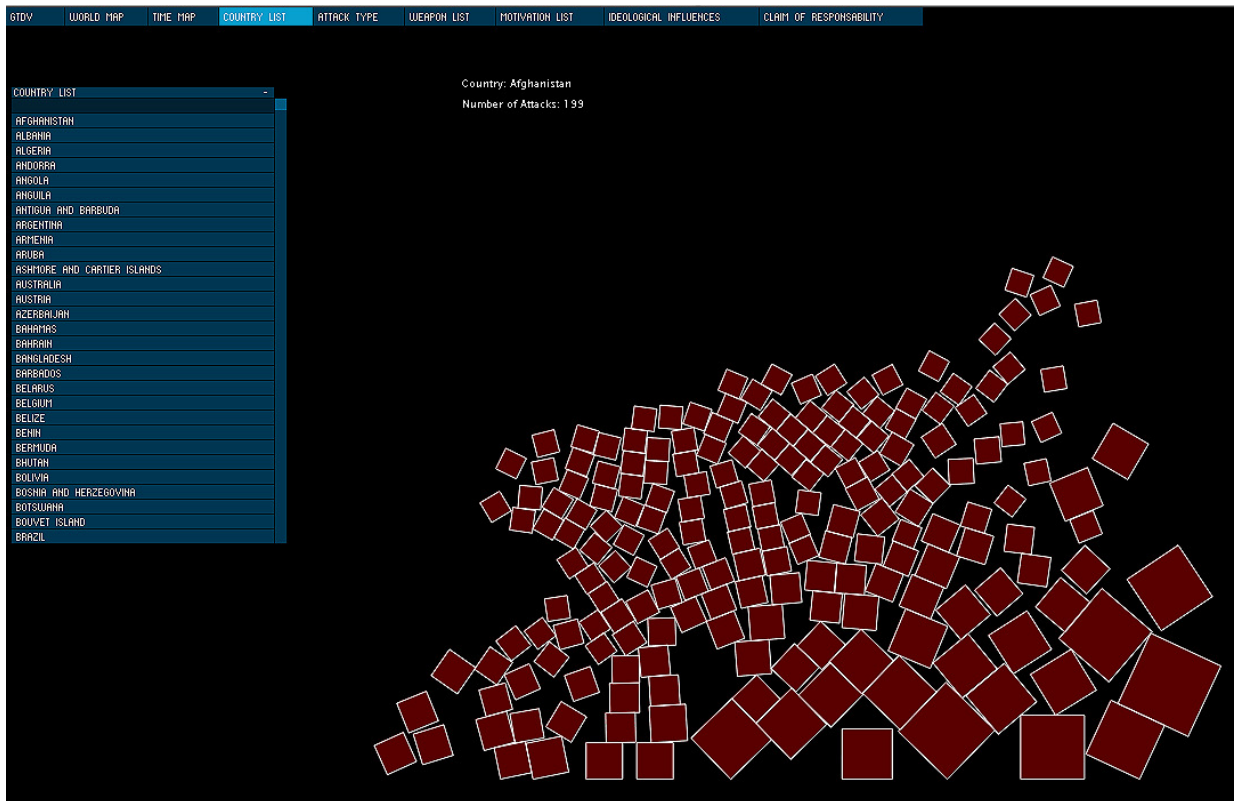 GTDV WORLD MAP TIME MAP COUNTRY LIST ATTACK TYPE WEAPON LIST MOTIVATION LIST IDEOLOGICAL INFLUENCES CLAIM OF RESPONSABILITY
Country: Afghanistan
Number of Attacks: 199
COUNTRY LIST -
AFGHANISTAN
ALBANIA
ALGERIA
ANDORRA
ANGOLA
ANGUILA
ANTIGUA AND BARBUDA
ARGENTINA
ARMENIA
ARUBA
ASHMORE AND CARTIER ISLANDS
AUSTRALIA
AUSTRIA
AZERBAIJAN
BAHAMAS
BAHRAIN
BANGLADESH
BARBADOS
BELARUS
BELGIUM
BELIZE
BENIN
BERMUDA
BHUTAN
BOLIVIA
BOSNIA AND HERZEGOVINA
BOTSWANA
BOUVET ISLAND
BRAZIL